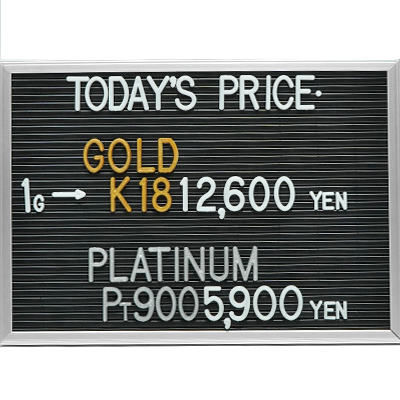 TODAY'S PRICE·
GOLD
1G → K18 12,600 YEN
PLATINUM
PT900 5,900 YEN